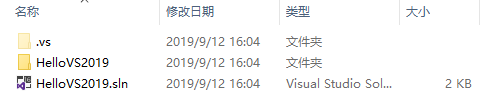 名称 修改日期 类型 大小
.vs 2019/9/12 16:04 文件夹
HelloVS2019 2019/9/12 16:04 文件夹
HelloVS2019.sln 2019/9/12 16:04 Visual Studio Sol... 2 KB